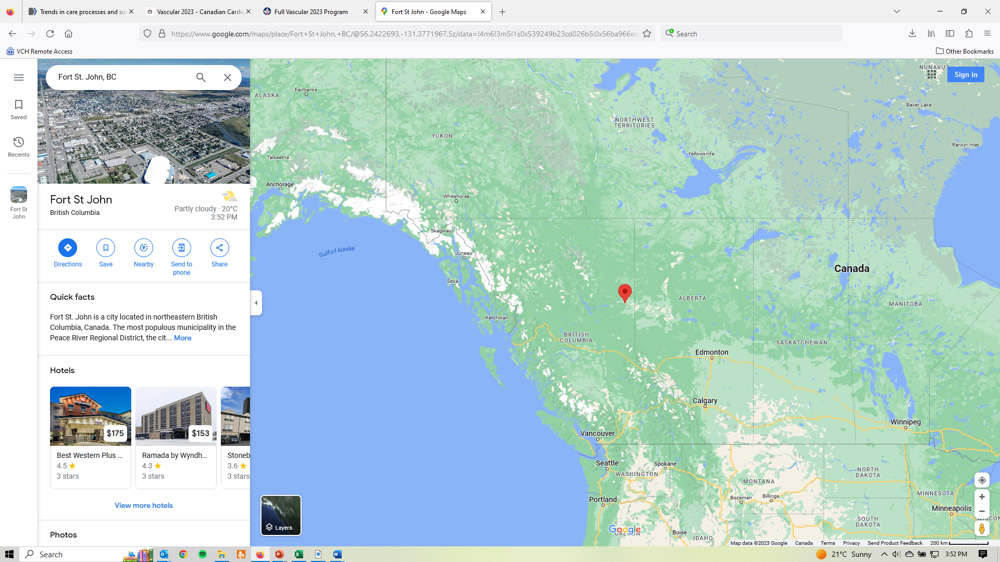 Trends in care processes and sur
Vascular 2023 - Canadian Cardio
Full Vascular 2023 Program
Fort St John - Google Maps
https://www.google.com/maps/place/Fort+St+John,+BC/@56.2422693,-131.3771967,5z/data=!4m6!3m5!1s0x539249b23cd026b5:0x56ba966ec
Search
VCH Remote Access
Other Bookmarks
Fort St. John, BC
Saved
Recents
Fort St
John
Fort St John
British Columbia
Partly cloudy · 20°C
3:52 PM
Directions
Save
Nearby
Send to
phone
Share
Quick facts
Fort St. John is a city located in northeastern British
Columbia, Canada. The most populous municipality in the
Peace River Regional District, the cit... More
Hotels
$175
$153
Best Western Plus ...
Ramada by Wyndh...
Stoneb
4.5
4.3
3.6
3 stars
3 stars
3 stars
View more hotels
Photos
NUNAVUT
Sign in
ALASKA
Fairbanks
Baker Lake
NORTHWEST
TERRITORIES
YUKON
Rankin Inlet
Talkeetna
Yellowknife
Anchorage
Whitehorse
Skagway
Gulf of Alaska
Juneau
Canada
Sitka
ALBERTA
MANITOBA
Ketchikan
BRITISH
COLUMBIA
SASKATCHEWAN
Edmonton
Calgary
Winnipeg
Vancouver
Seattle
Spokane
WASHINGTON
NORTH
DAKOTA
MONTANA
MINNESOTA
Portland
Bozeman
Billings
Minneapolis
SOUTH
DAKOTA
WISCON
Layers
Google
OREGON
Boise
IDAHO
Map data ©2023 Google
Canada
Terms
Privacy
Send Product Feedback
200 km
Search
21°C Sunny
3:52 PM